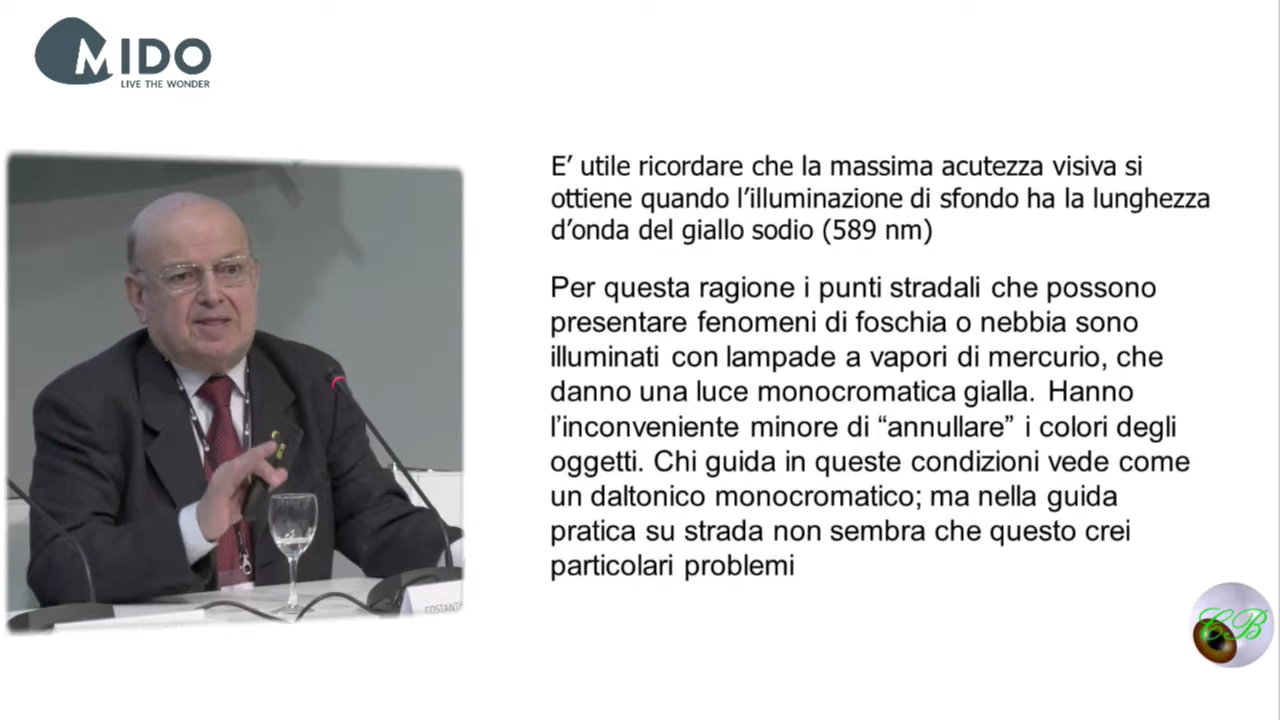 MIDO
LIVE THE WONDER
E’ utile ricordare che la massima acutezza visiva si
ottiene quando l’illuminazione di sfondo ha la lunghezza
d’onda del giallo sodio (589 nm)
Per questa ragione i punti stradali che possono
presentare fenomeni di foschia o nebbia sono
illuminati con lampade a vapori di mercurio, che
danno una luce monocromatica gialla. Hanno
l’inconveniente minore di “annullare” i colori degli
oggetti. Chi guida in queste condizioni vede come
un daltonico monocromatico; ma nella guida
pratica su strada non sembra che questo crei
particolari problemi
CB